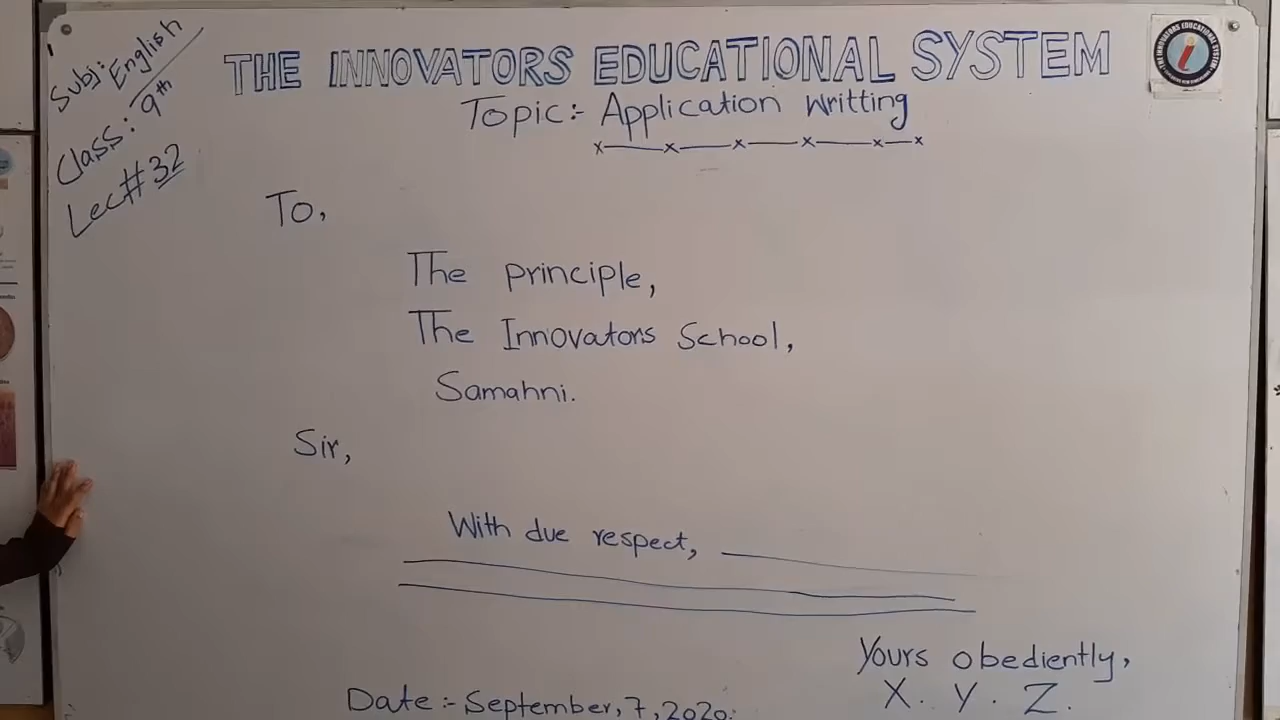 Subj: English
Class: 9th
Lec# 32
THE INNOVATORS EDUCATIONAL SYSTEM
Topic:- Application Writting
To,
The principle,
The Innovators School,
Samahni.
Sir,
With due respect,
Yours obediently,
X. Y. Z.
Date:- September, 7, 2020.